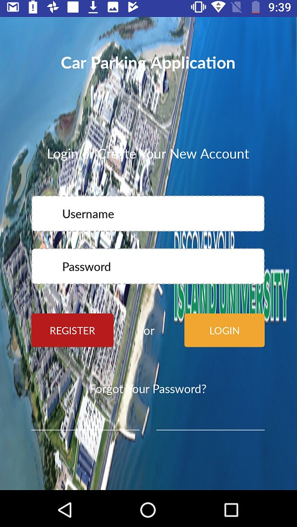 9:39
Car Parking Application
Login or Create Your New Account
Username
DISCOVER YOUR
Password
ISLAND UNIVERSITY
REGISTER
or
LOGIN
Forgot Your Password?